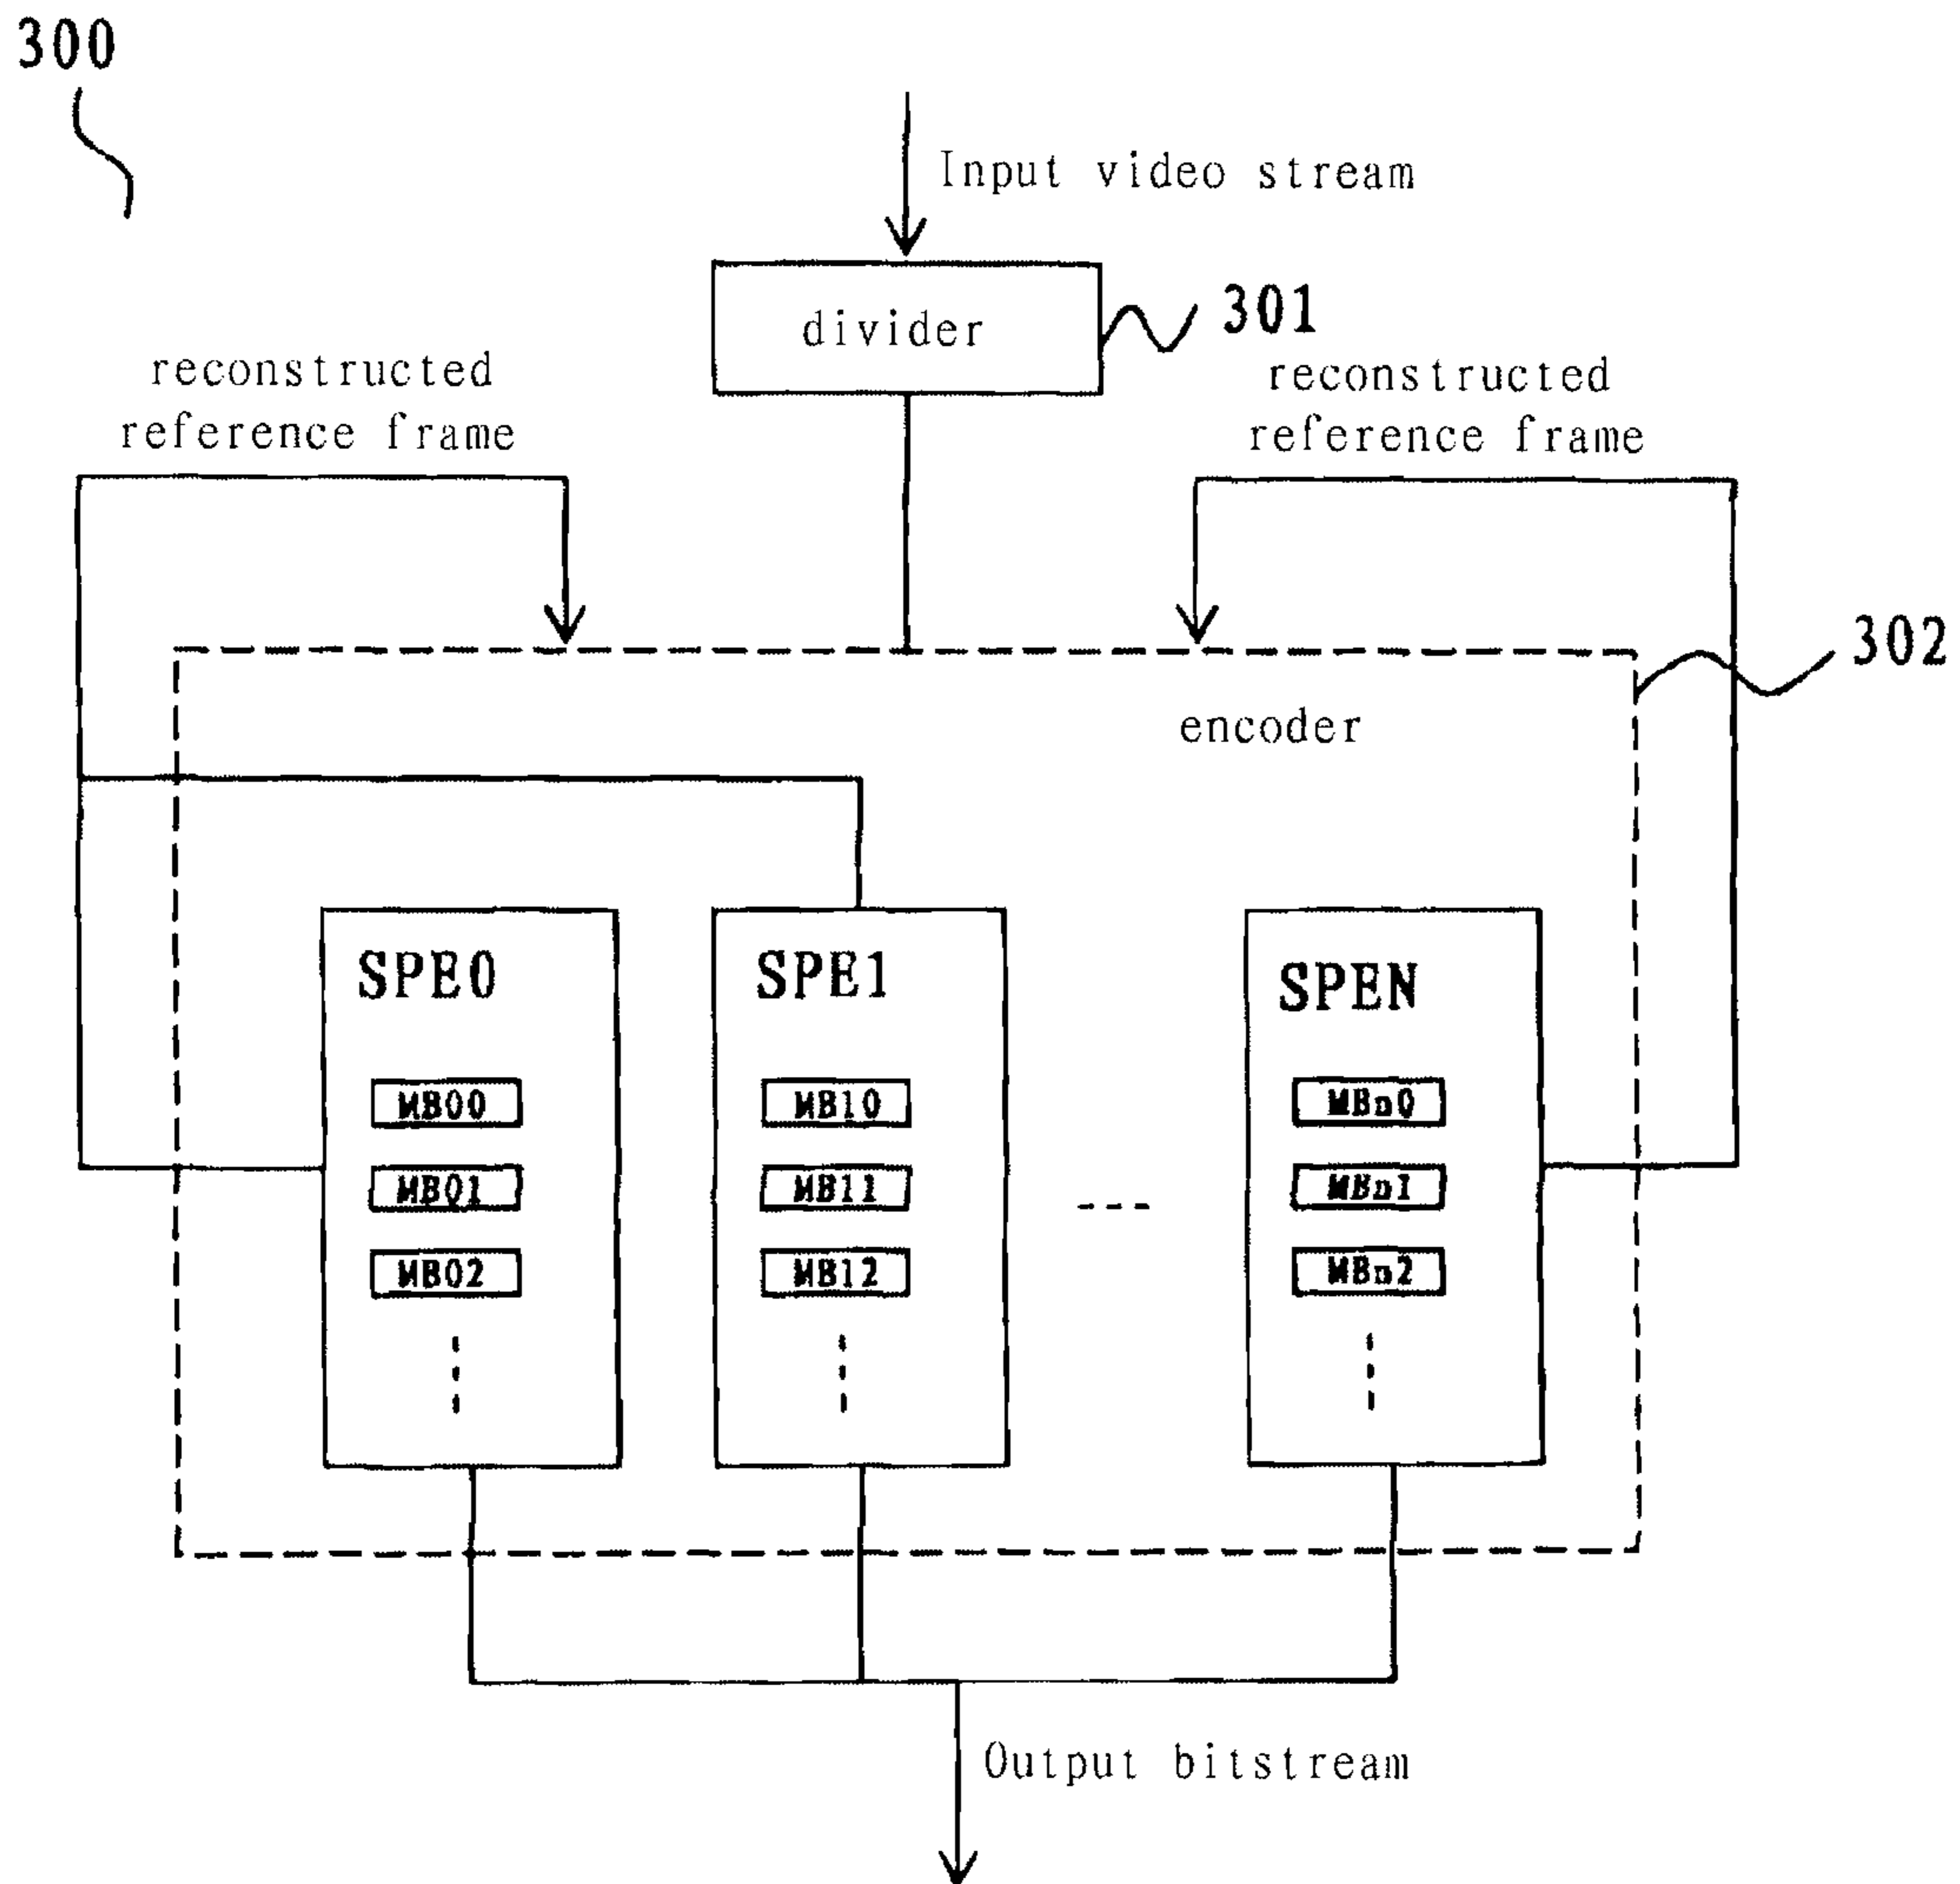 300
Input video stream
divider
301
reconstructed
reference frame
reconstructed
reference frame
302
encoder
SPE0
SPE1
SPEN
MB00
MB10
MBn0
MB01
MB11
MBn1
MB02
MB12
MBn2
Output bitstream